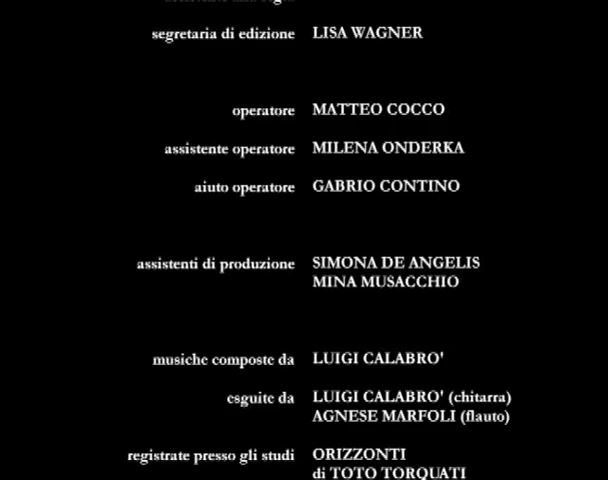 segretaria di edizione LISA WAGNER
operatore MATTEO COCCO
assistente operatore MILENA ONDERKA
aiuto operatore GABRIO CONTINO
assistenti di produzione SIMONA DE ANGELIS
MINA MUSACCHIO
musiche composte da LUIGI CALABRO'
esguite da LUIGI CALABRO' (chitarra)
AGNESE MARFOLI (flauto)
registrate presso gli studi ORIZZONTI
di TOTO TORQUATI